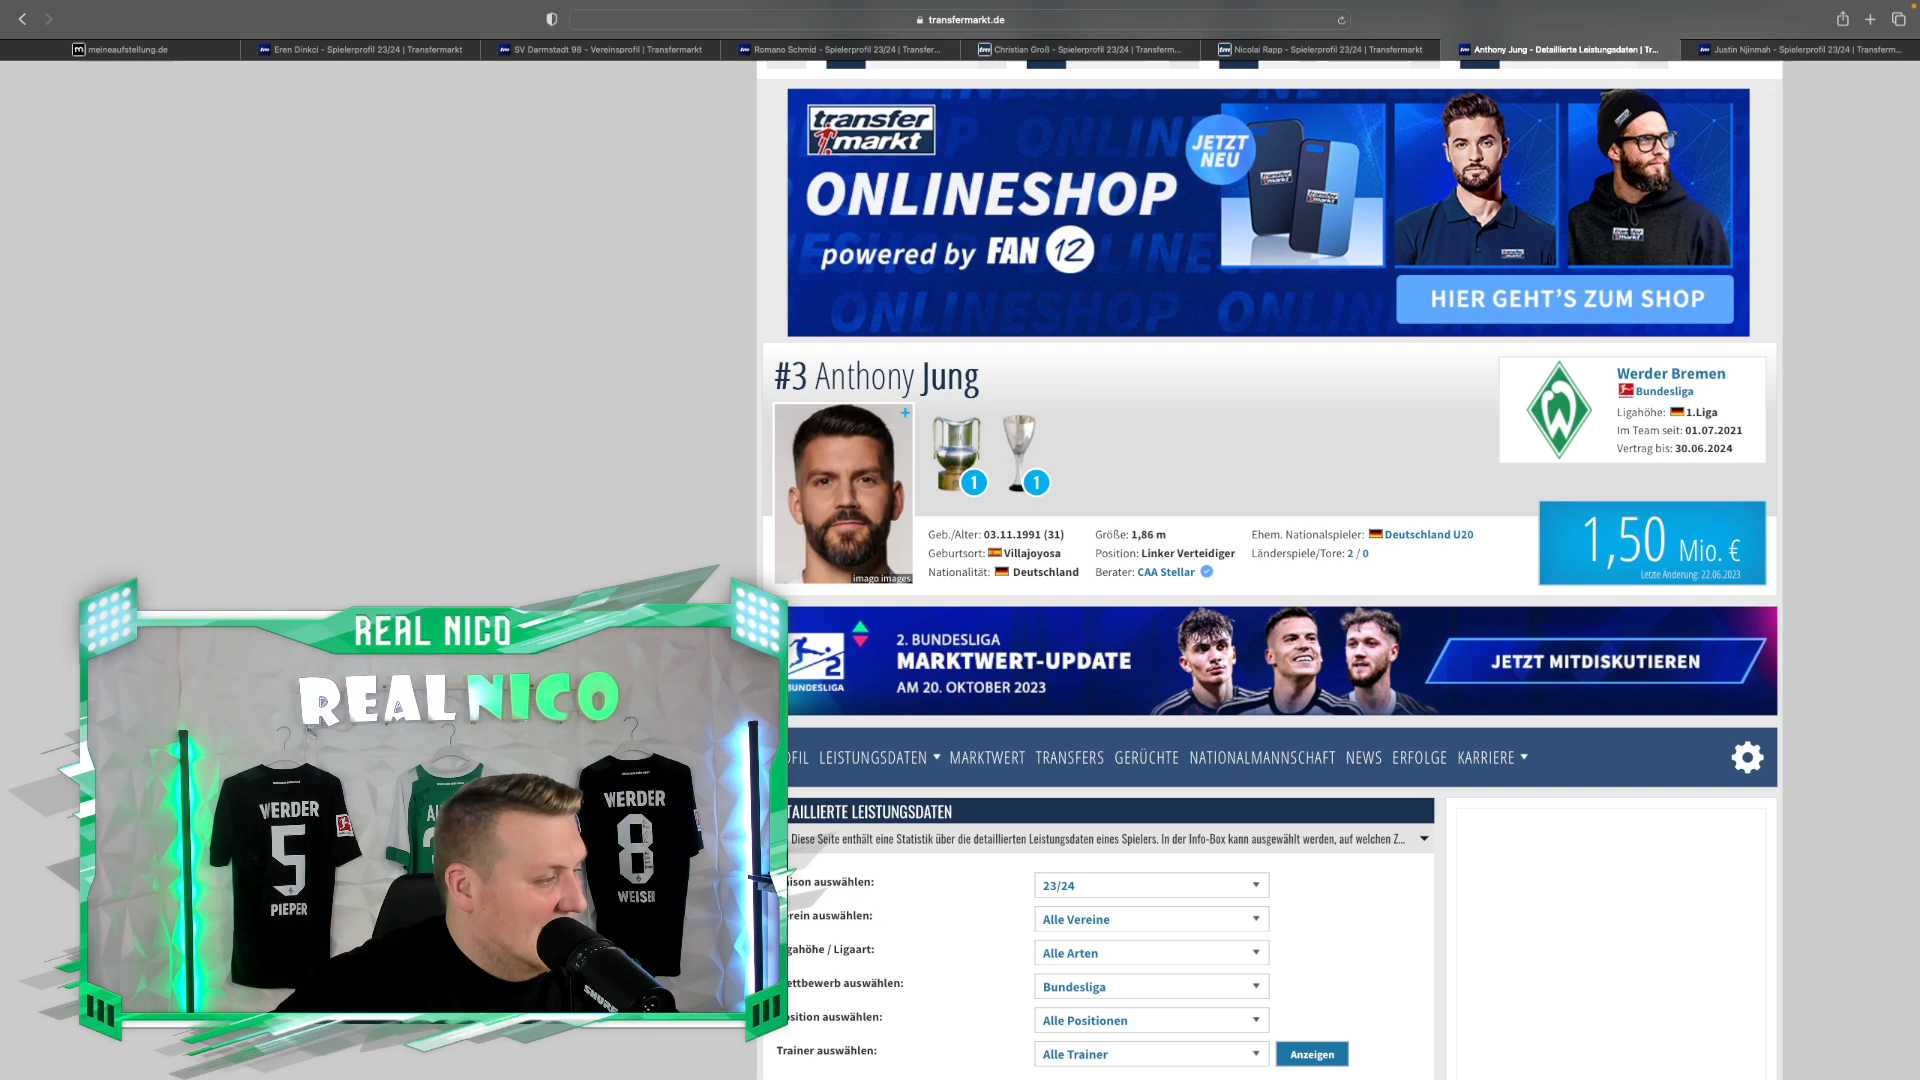 transfermarkt.de
meineaufstellung.de
Eren Dinkci - Spielerprofil 23/24 | Transfermarkt
SV Darmstadt 98 - Vereinsprofil | Transfermarkt
Romano Schmid - Spielerprofil 23/24 | Transfer...
Christian Groß - Spielerprofil 23/24 | Transferm...
Nicolai Rapp - Spielerprofil 23/24 | Transfermarkt
Anthony Jung - Detaillierte Leistungsdaten | Tr...
Justin Njinmah - Spielerprofil 23/24 | Transferm...
transfer
markt
JETZT
NEU
ONLINESHOP
powered by FAN 12
HIER GEHT'S ZUM SHOP
#3 Anthony Jung
Werder Bremen
Bundesliga
Ligahöhe: 1.Liga
Im Team seit: 01.07.2021
Vertrag bis: 30.06.2024
1
1
imago images
Geb./Alter: 03.11.1991 (31)
Geburtsort: Villajoyosa
Nationalität: Deutschland
Größe: 1,86 m
Position: Linker Verteidiger
Berater: CAA Stellar
Ehem. Nationalspieler: Deutschland U20
Länderspiele/Tore: 2 / 0
1,50 Mio. €
Letzte Änderung: 22.06.2023
2
BUNDESLIGA
2. BUNDESLIGA
MARKTWERT-UPDATE
AM 20. OKTOBER 2023
JETZT MITDISKUTIEREN
OFIL LEISTUNGSDATEN MARKTWERT TRANSFERS GERÜCHTE NATIONALMANNSCHAFT NEWS ERFOLGE KARRIERE
TAILLIERTE LEISTUNGSDATEN
Diese Seite enthält eine Statistik über die detaillierten Leistungsdaten eines Spielers. In der Info-Box kann ausgewählt werden, auf welchen Z...
ison auswählen:
23/24
rein auswählen:
Alle Vereine
gahöhe / Ligaart:
Alle Arten
ettbewerb auswählen:
Bundesliga
osition auswählen:
Alle Positionen
Trainer auswählen:
Alle Trainer
Anzeigen
REAL NICO
REALNICO
WERDER
5
PIEPER
WERDER
8
WEISER
SHURE